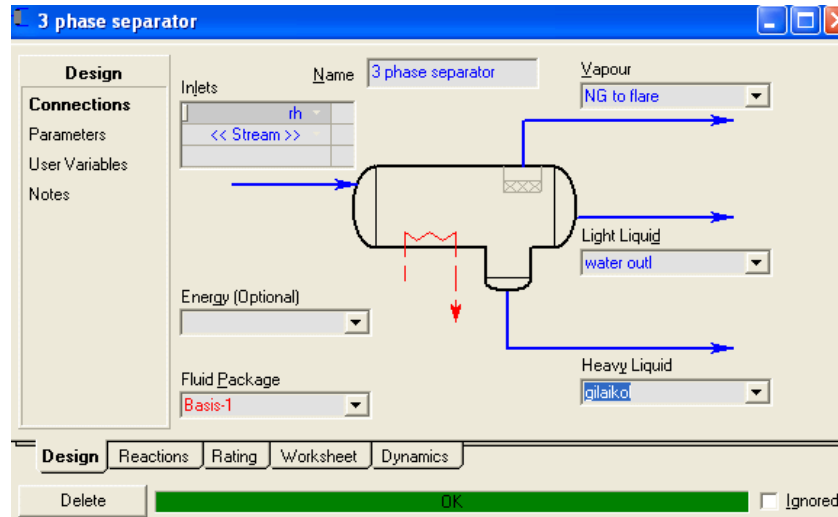 3 phase separator
Design
Connections
Parameters
User Variables
Notes
Name
3 phase separator
Inlets
rh
<< Stream >>
Vapour
NG to flare
Light Liquid
water outl
Energy (Optional)
Fluid Package
Basis-1
Heavy Liquid
gilaikol
Design Reactions Rating Worksheet Dynamics
Delete
OK
Ignored